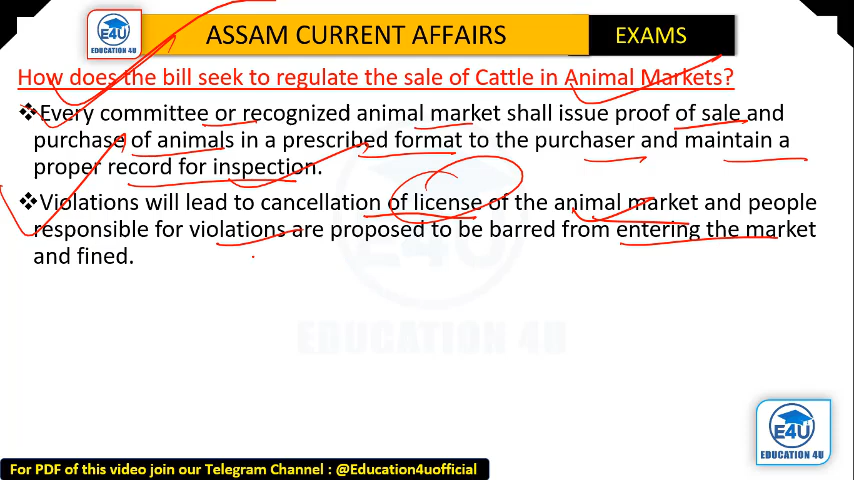 E4U
EDUCATION 4U
ASSAM CURRENT AFFAIRS
EXAMS
How does the bill seek to regulate the sale of Cattle in Animal Markets?
❖Every committee or recognized animal market shall issue proof of sale and
purchase of animals in a prescribed format to the purchaser and maintain a
proper record for inspection.
❖Violations will lead to cancellation of license of the animal market and people
responsible for violations are proposed to be barred from entering the market
and fined.
EDUCATION 4U
E4U
EDUCATION 4U
For PDF of this video join our Telegram Channel : @Education4uofficial